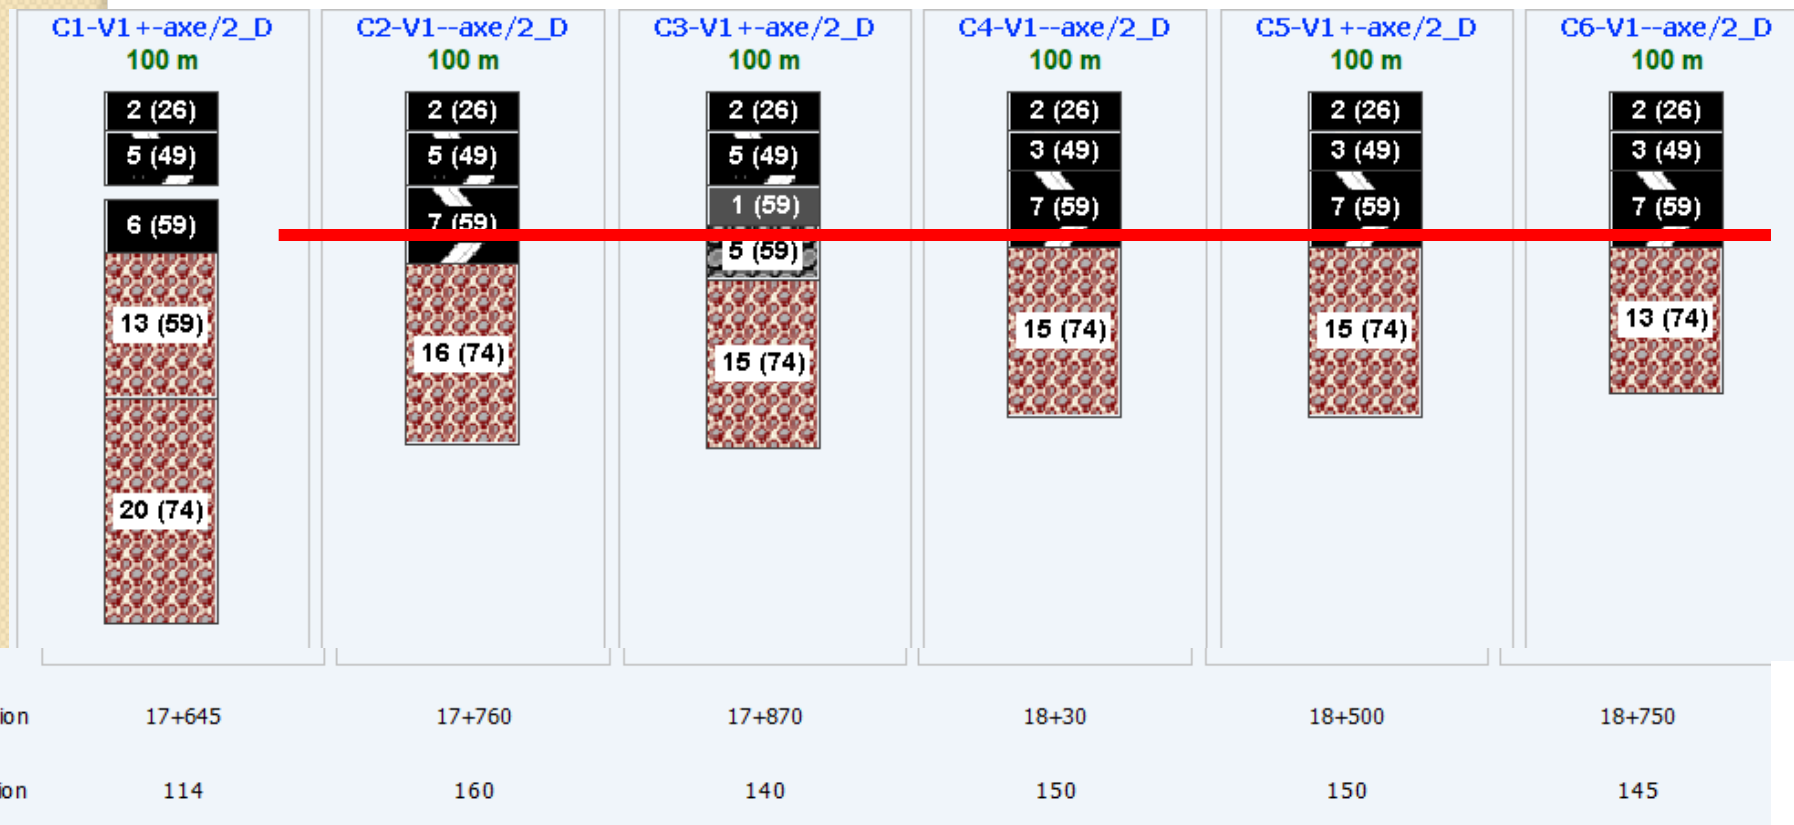 C1-V1+-axe/2_D C2-V1--axe/2_D C3-V1+-axe/2_D C4-V1--axe/2_D C5-V1+-axe/2_D C6-V1--axe/2_D
100 m 100 m 100 m 100 m 100 m 100 m
2 (26) 2 (26) 2 (26) 2 (26) 2 (26) 2 (26)
5 (49) 5 (49) 5 (49) 3 (49) 3 (49) 3 (49)
6 (59) 7 (59) 1 (59) 7 (59) 7 (59) 7 (59)
5 (59)
13 (59) 16 (74) 15 (74) 15 (74) 15 (74) 13 (74)
20 (74)
ion 17+645 17+760 17+870 18+30 18+500 18+750
ion 114 160 140 150 150 145